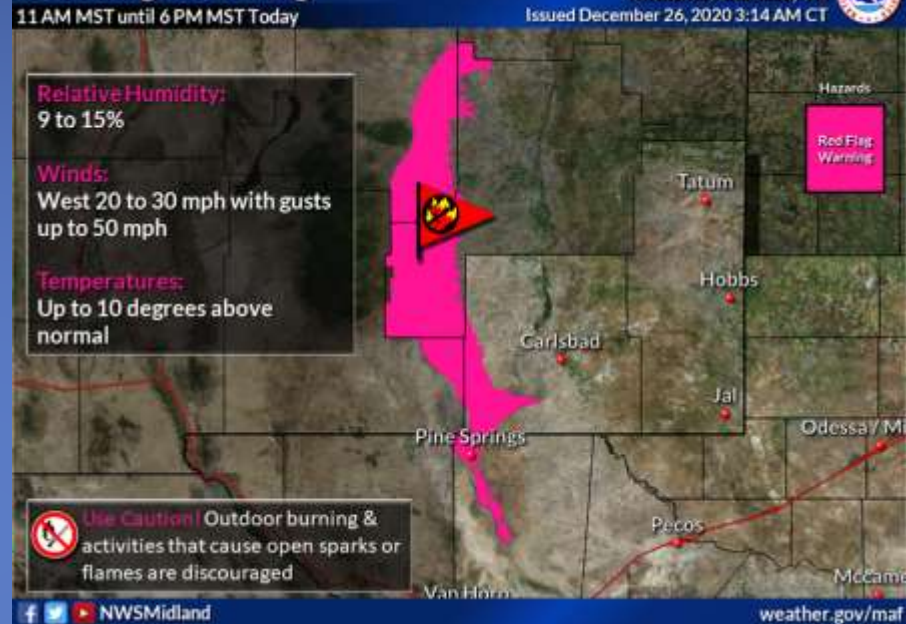 11 AM MST until 6 PM MST Today
Issued December 26, 2020 3:14 AM CT
Relative Humidity:
9 to 15%
Winds:
West 20 to 30 mph with gusts
up to 50 mph
Temperatures:
Up to 10 degrees above
normal
Hazards
Red Flag
Warning
Tatum
Hobbs
Carlsbad
Jal
Pine Springs
Odessa / Mi
Pecos
Van Horn
Mccame
Use Caution! Outdoor burning &
activities that cause open sparks or
flames are discouraged
NWSMidland
weather.gov/maf